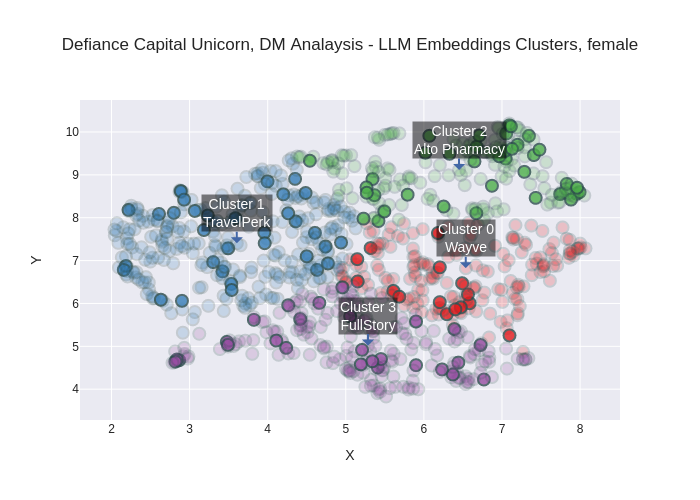 Defiance Capital Unicorn, DM Analaysis - LLM Embeddings Clusters, female
10
9
8
7
6
5
4
Y
Cluster 2
Alto Pharmacy
Cluster 1
TravelPerk
Cluster 0
Wayve
Cluster 3
FullStory
2
3
4
5
6
7
8
X